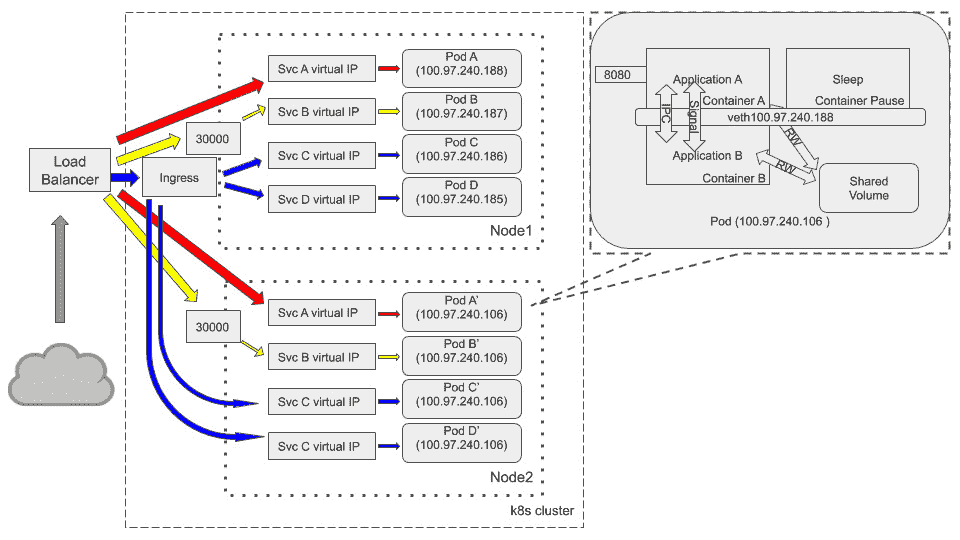 Load
Balancer
Ingress
30000
Svc A virtual IP
Pod A
(100.97.240.188)
Svc B virtual IP
Pod B
(100.97.240.187)
Svc C virtual IP
Pod C
(100.97.240.186)
Svc D virtual IP
Pod D
(100.97.240.185)
Node1
30000
Svc A virtual IP
Pod A'
(100.97.240.106)
Svc B virtual IP
Pod B'
(100.97.240.106)
Svc C virtual IP
Pod C'
(100.97.240.106)
Svc C virtual IP
Pod D'
(100.97.240.106)
Node2
k8s cluster
8080
Application A
Container A
Sleep
Container Pause
IPC
Signal
veth100.97.240.188
Application B
Container B
RW
RW
Shared
Volume
Pod (100.97.240.106 )